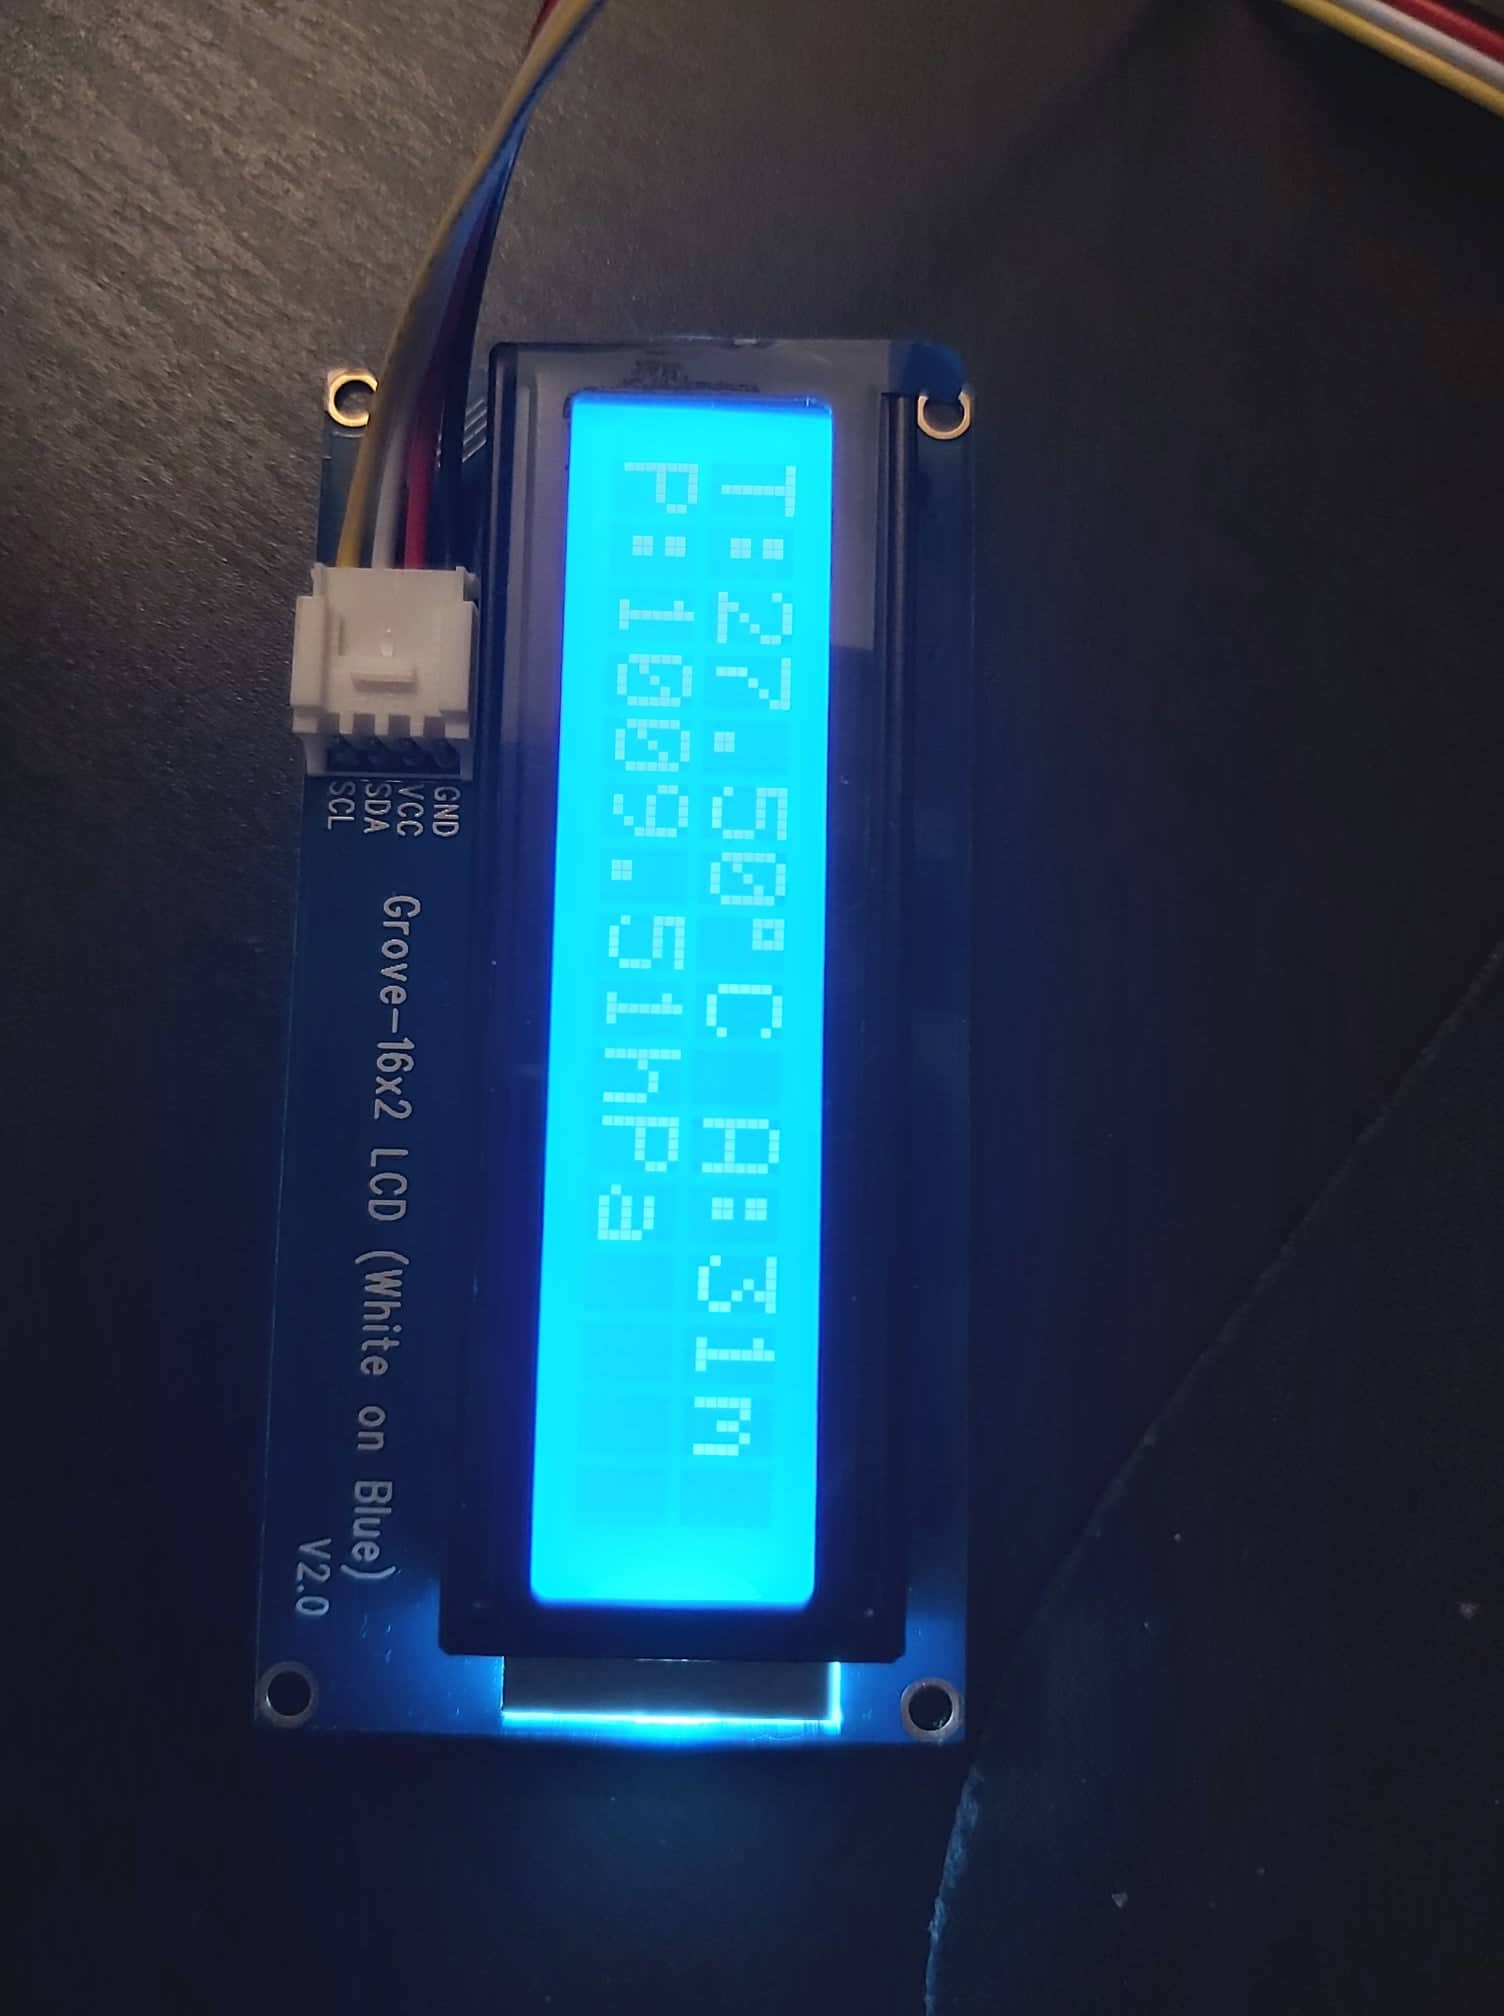 T:27.50°C A:31m
P:1009.51hPa
GND
VCC
SDA
SCL
Grove-16x2 LCD (White on Blue)
V2.0